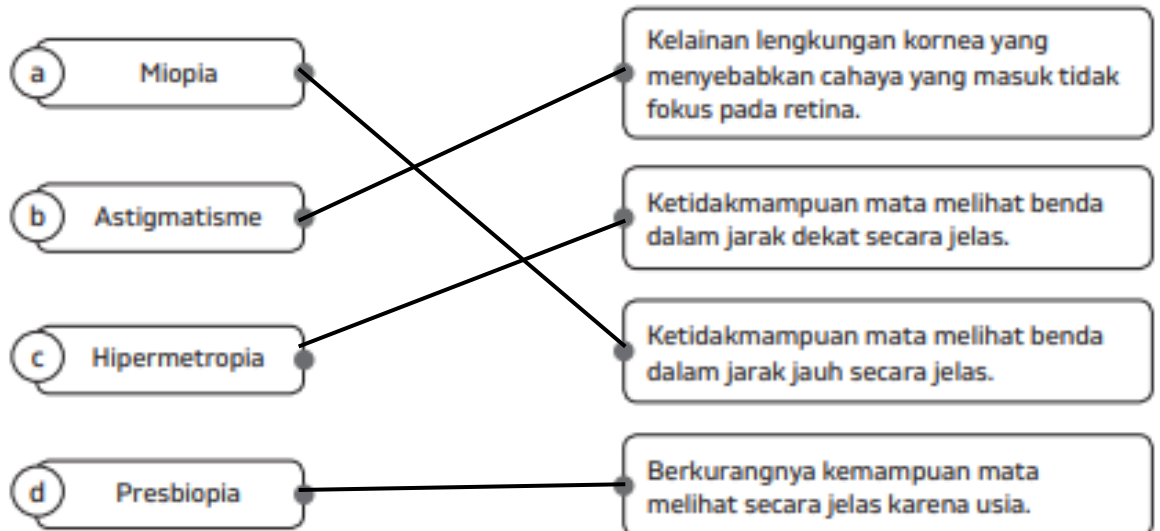 a Miopia
Kelainan lengkungan kornea yang
menyebabkan cahaya yang masuk tidak
fokus pada retina.
b Astigmatisme
Ketidakmampuan mata melihat benda
dalam jarak dekat secara jelas.
c Hipermetropia
Ketidakmampuan mata melihat benda
dalam jarak jauh secara jelas.
d Presbiopia
Berkurangnya kemampuan mata
melihat secara jelas karena usia.